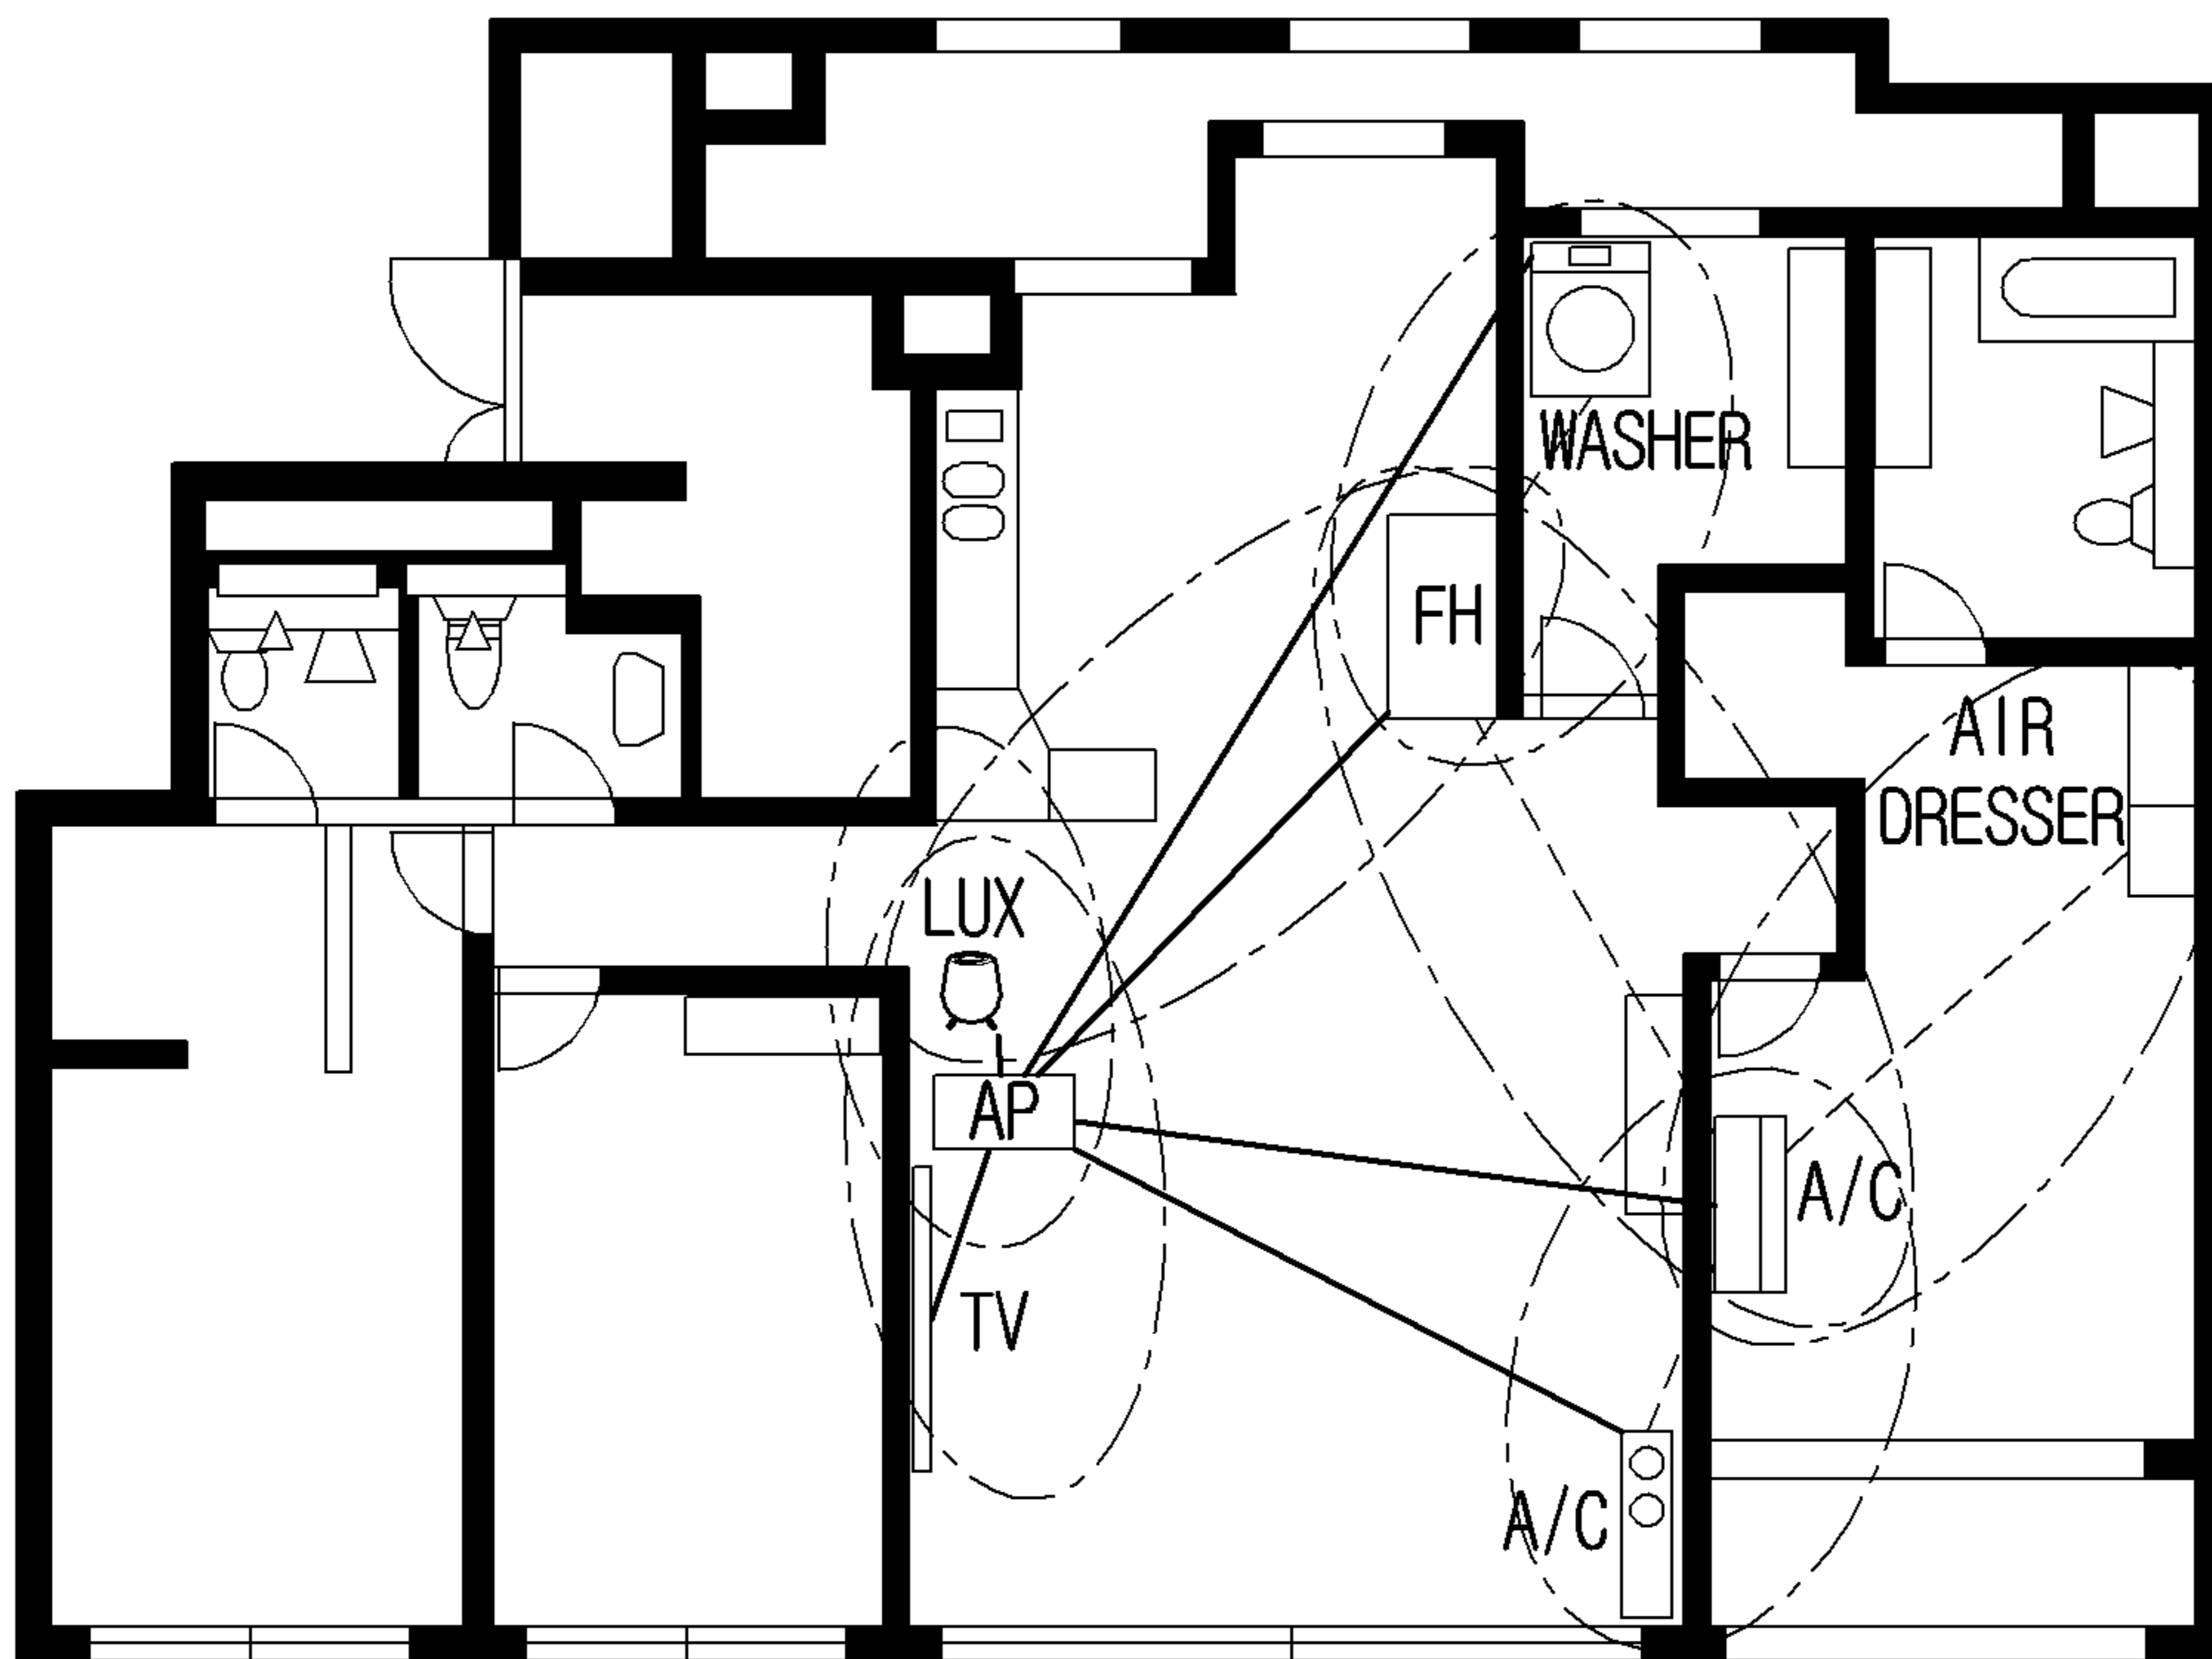 WASHER
FH
AIR
DRESSER
LUX
AP
A/C
TV
A/C